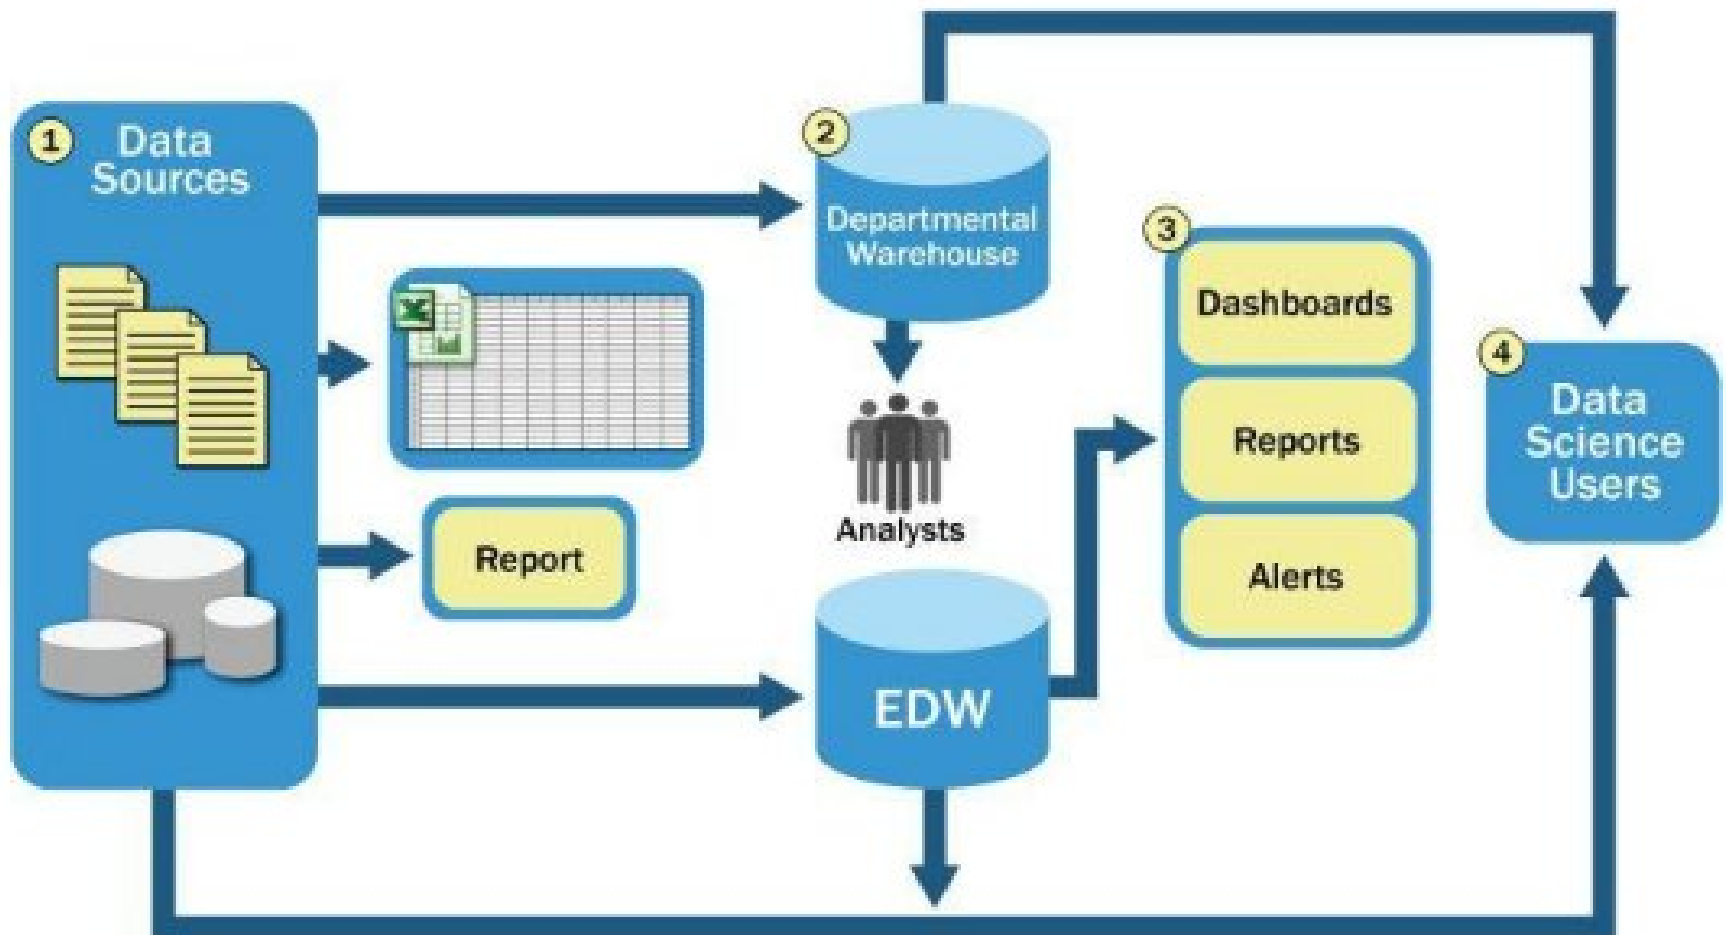 1
Data
Sources
2
Departmental
Warehouse
Analysts
Report
EDW
3
Dashboards
Reports
Alerts
4
Data
Science
Users